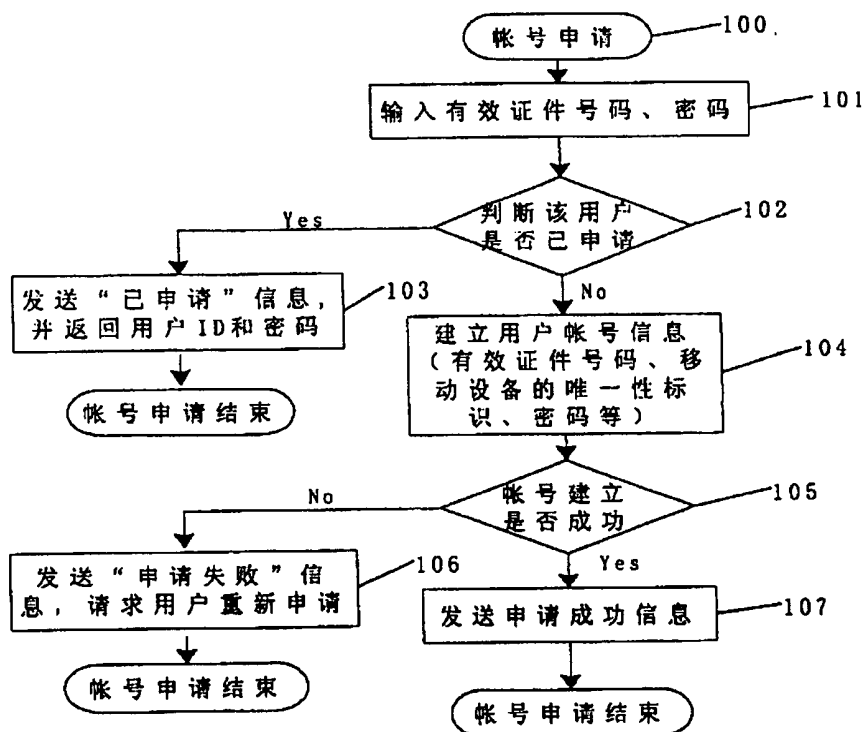 帐号申请
100
输入有效证件号码、密码
101
判断该用户
是否已申请
102
Yes
No
发送“已申请”信息，
并返回用户ID和密码
103
帐号申请结束
建立用户帐号信息
（有效证件号码、移
动设备的唯一性标
识、密码等）
104
帐号建立
是否成功
105
No
Yes
发送“申请失败”信
息，请求用户重新申请
106
帐号申请结束
发送申请成功信息
107
帐号申请结束